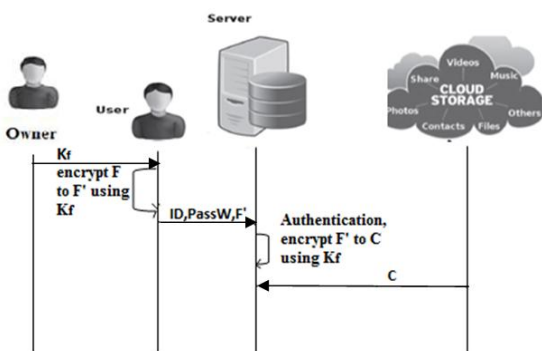 Server
User
Owner
Videos
Share
Music
CLOUD
STORAGE
Photos
Others
Contacts
Files
Kf
encrypt F
to F' using
Kf
ID,PassW,F'
Authentication,
encrypt F' to C
using Kf
C